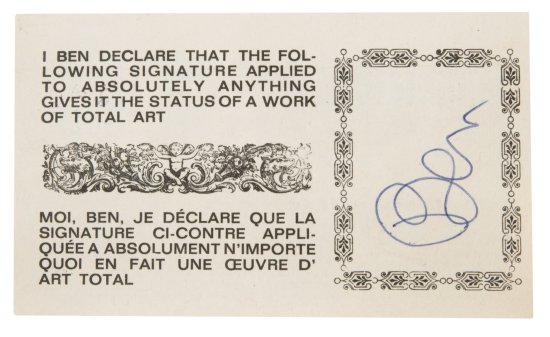 I BEN DECLARE THAT THE FOL-
LOWING SIGNATURE APPLIED
TO ABSOLUTELY ANYTHING
GIVES IT THE STATUS OF A WORK
OF TOTAL ART
MOI, BEN, JE DÉCLARE QUE LA
SIGNATURE CI-CONTRE APPLI-
QUÉE A ABSOLUMENT N'IMPORTE
QUOI EN FAIT UNE ŒUVRE D'
ART TOTAL
Ben